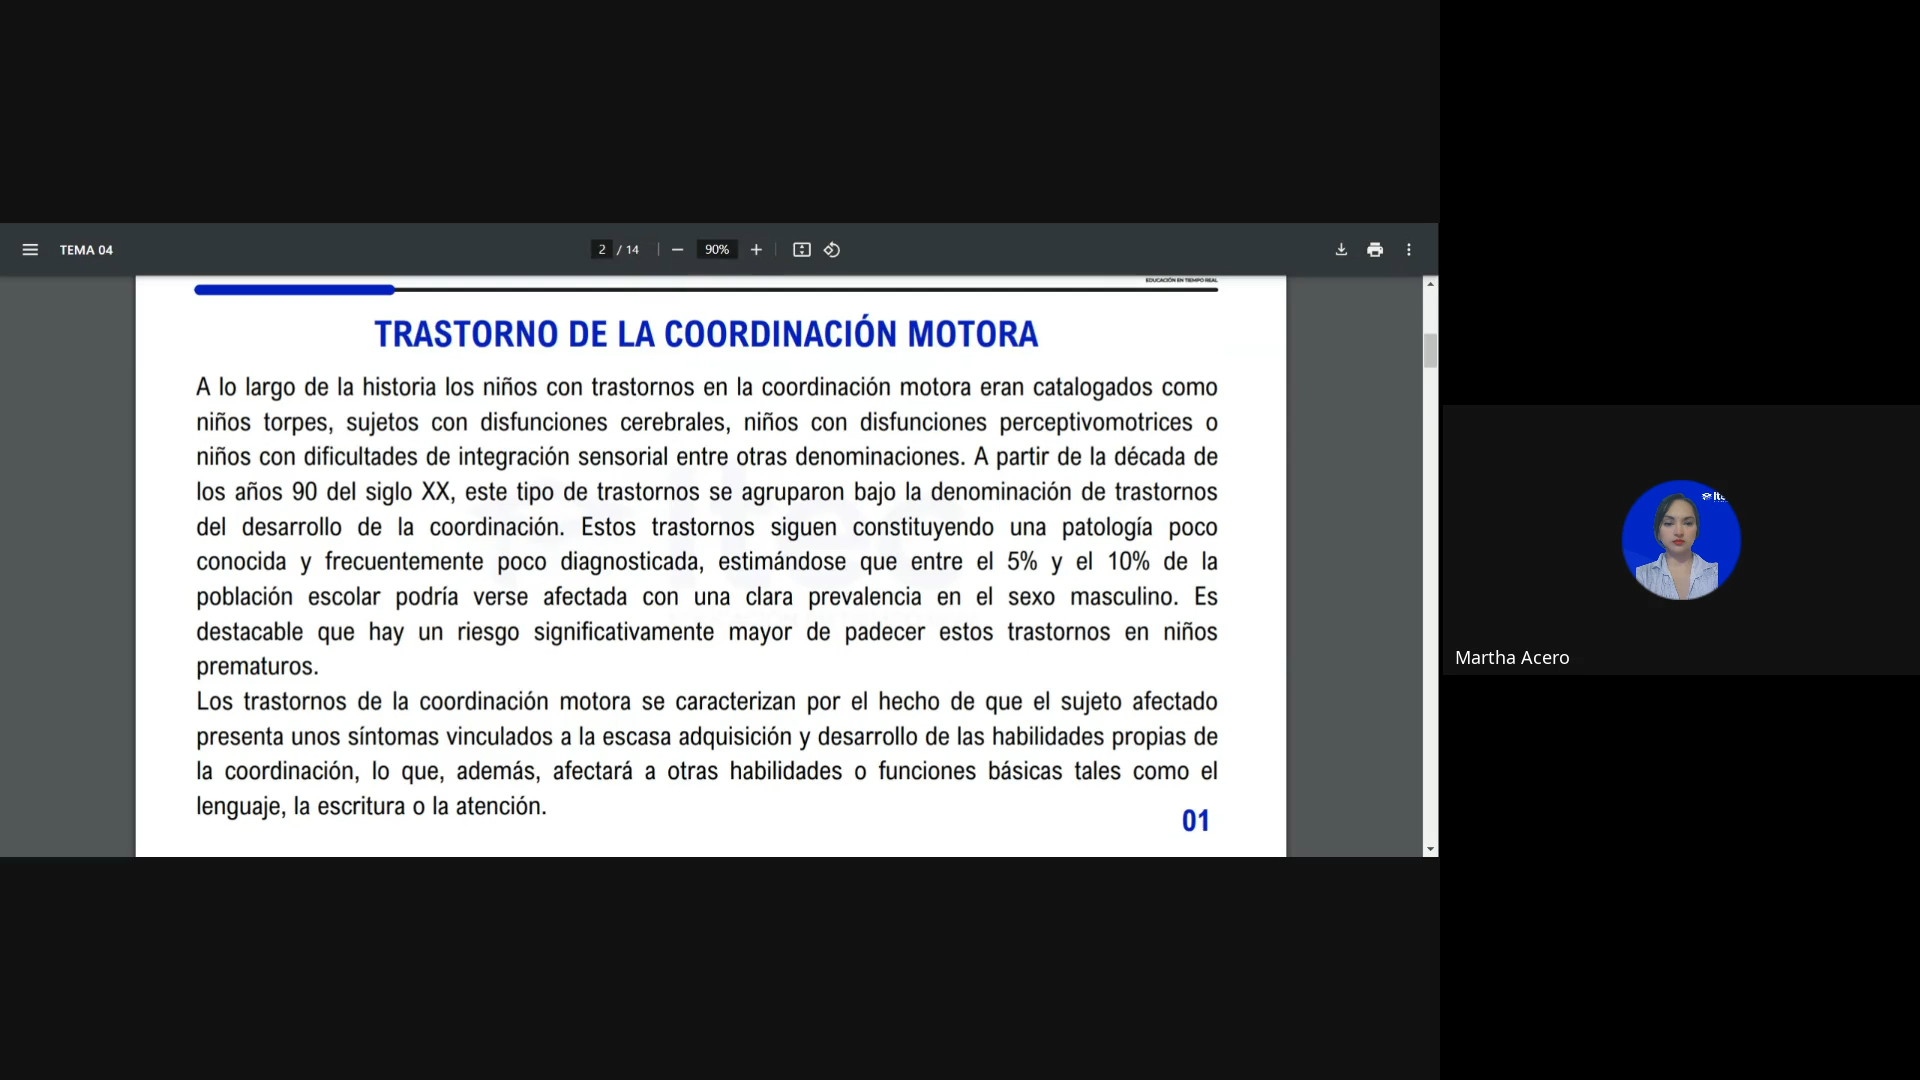 TEMA 04
2 / 14
90%
EDUCACIÓN EN TIEMPO REAL
TRASTORNO DE LA COORDINACIÓN MOTORA
A lo largo de la historia los niños con trastornos en la coordinación motora eran catalogados como
niños torpes, sujetos con disfunciones cerebrales, niños con disfunciones perceptivomotrices o
niños con dificultades de integración sensorial entre otras denominaciones. A partir de la década de
los años 90 del siglo XX, este tipo de trastornos se agruparon bajo la denominación de trastornos
del desarrollo de la coordinación. Estos trastornos siguen constituyendo una patología poco
conocida y frecuentemente poco diagnosticada, estimándose que entre el 5% y el 10% de la
población escolar podría verse afectada con una clara prevalencia en el sexo masculino. Es
destacable que hay un riesgo significativamente mayor de padecer estos trastornos en niños
prematuros.
Los trastornos de la coordinación motora se caracterizan por el hecho de que el sujeto afectado
presenta unos síntomas vinculados a la escasa adquisición y desarrollo de las habilidades propias de
la coordinación, lo que, además, afectará a otras habilidades o funciones básicas tales como el
lenguaje, la escritura o la atención.
01
Martha Acero